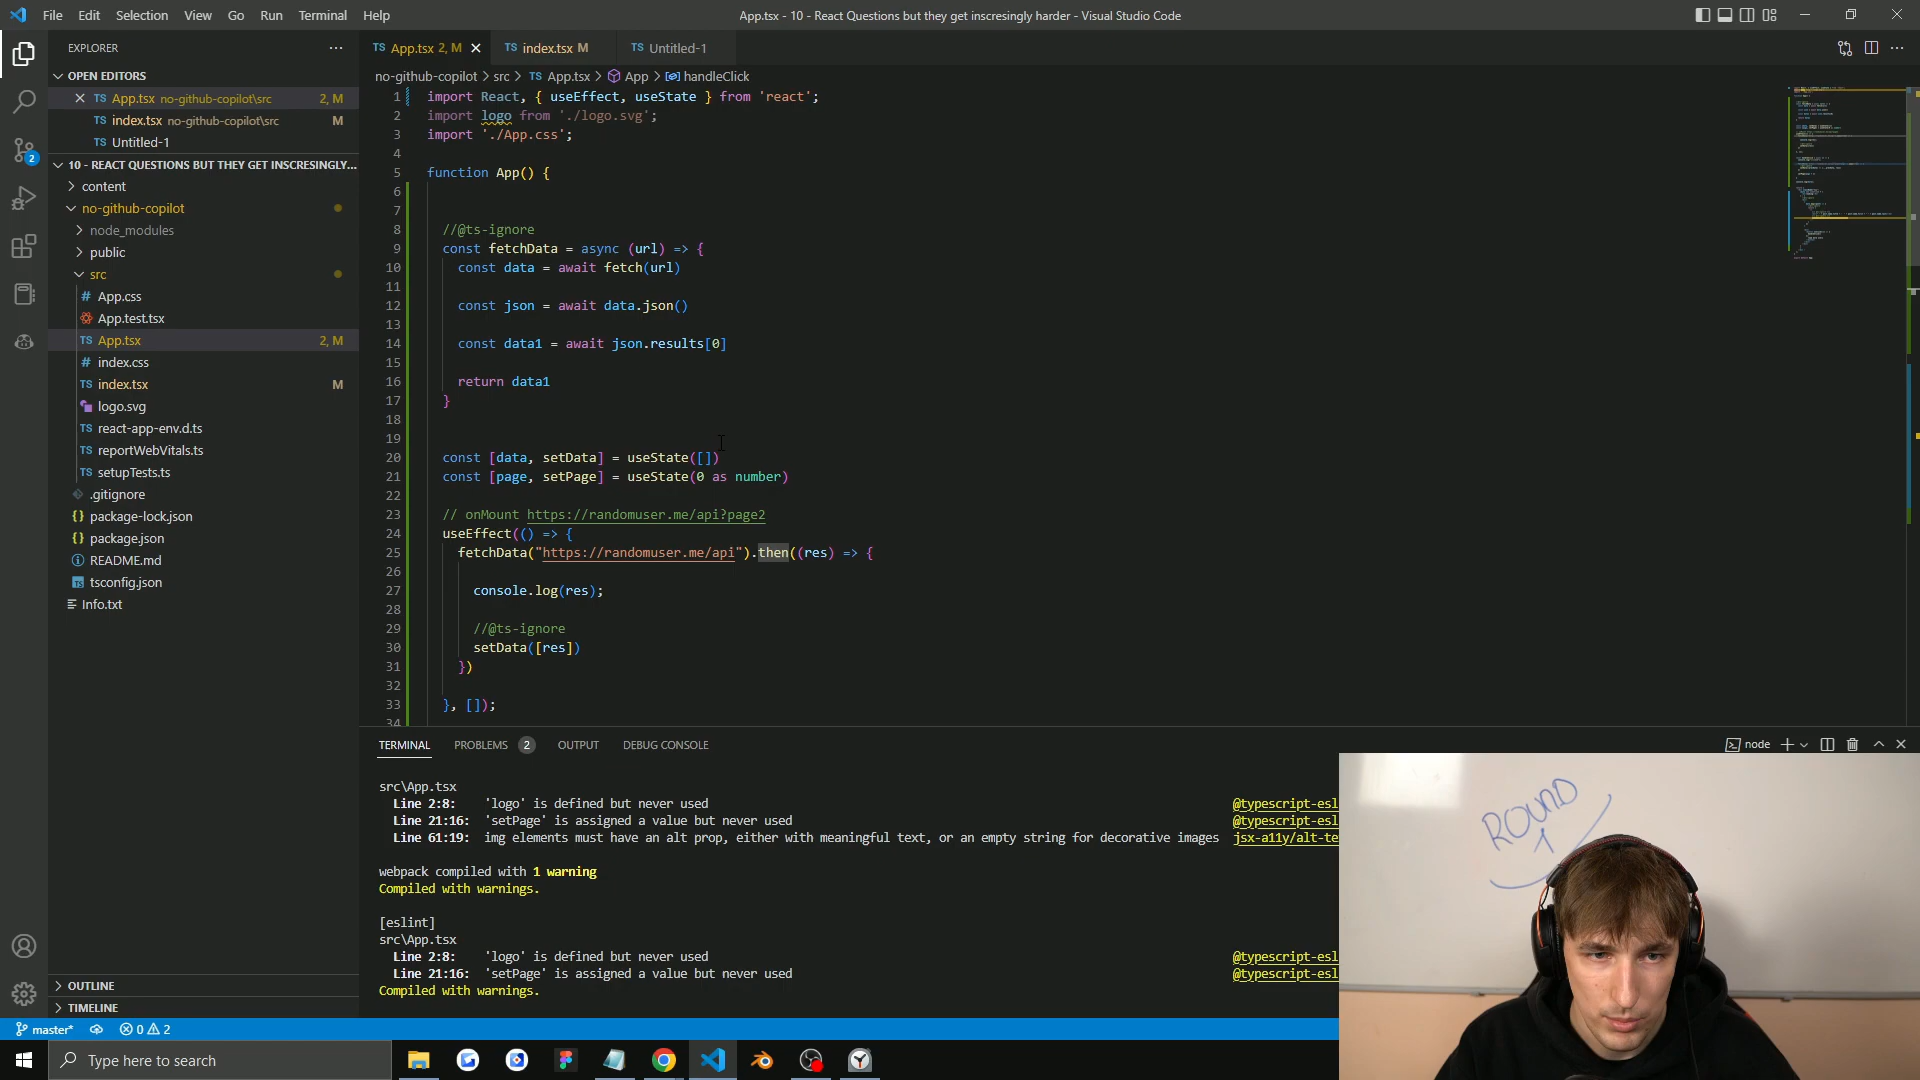 File Edit Selection View Go Run Terminal Help
App.tsx - 10 - React Questions but they get inscresingly harder - Visual Studio Code
EXPLORER
OPEN EDITORS
App.tsx no-github-copilot\src 2, M
index.tsx no-github-copilot\src M
Untitled-1
10 - REACT QUESTIONS BUT THEY GET INSCRESINGLY...
content
no-github-copilot
node_modules
public
src
App.css
App.test.tsx
App.tsx 2, M
index.css
index.tsx M
logo.svg
react-app-env.d.ts
reportWebVitals.ts
setupTests.ts
.gitignore
package-lock.json
package.json
README.md
tsconfig.json
Info.txt
OUTLINE
TIMELINE
App.tsx 2, M
index.tsx M
Untitled-1
no-github-copilot > src > App.tsx > App > handleClick
1 import React, { useEffect, useState } from 'react';
2 import logo from './logo.svg';
3 import './App.css';
4
5 function App() {
6
7
8 //@ts-ignore
9 const fetchData = async (url) => {
10 const data = await fetch(url)
11
12 const json = await data.json()
13
14 const data1 = await json.results[0]
15
16 return data1
17 }
18
19
20 const [data, setData] = useState([])
21 const [page, setPage] = useState(0 as number)
22
23 // onMount https://randomuser.me/api?page2
24 useEffect(() => {
25 fetchData("https://randomuser.me/api").then((res) => {
26
27 console.log(res);
28
29 //@ts-ignore
30 setData([res])
31 })
32
33 }, []);
34
TERMINAL PROBLEMS 2 OUTPUT DEBUG CONSOLE
node
src\App.tsx
Line 2:8: 'logo' is defined but never used @typescript-esl
Line 21:16: 'setPage' is assigned a value but never used @typescript-esl
Line 61:19: img elements must have an alt prop, either with meaningful text, or an empty string for decorative images jsx-a11y/alt-te
webpack compiled with 1 warning
Compiled with warnings.
[eslint]
src\App.tsx
Line 2:8: 'logo' is defined but never used @typescript-esl
Line 21:16: 'setPage' is assigned a value but never used @typescript-esl
Compiled with warnings.
ROUND
1
2
master* 0 2
Type here to search